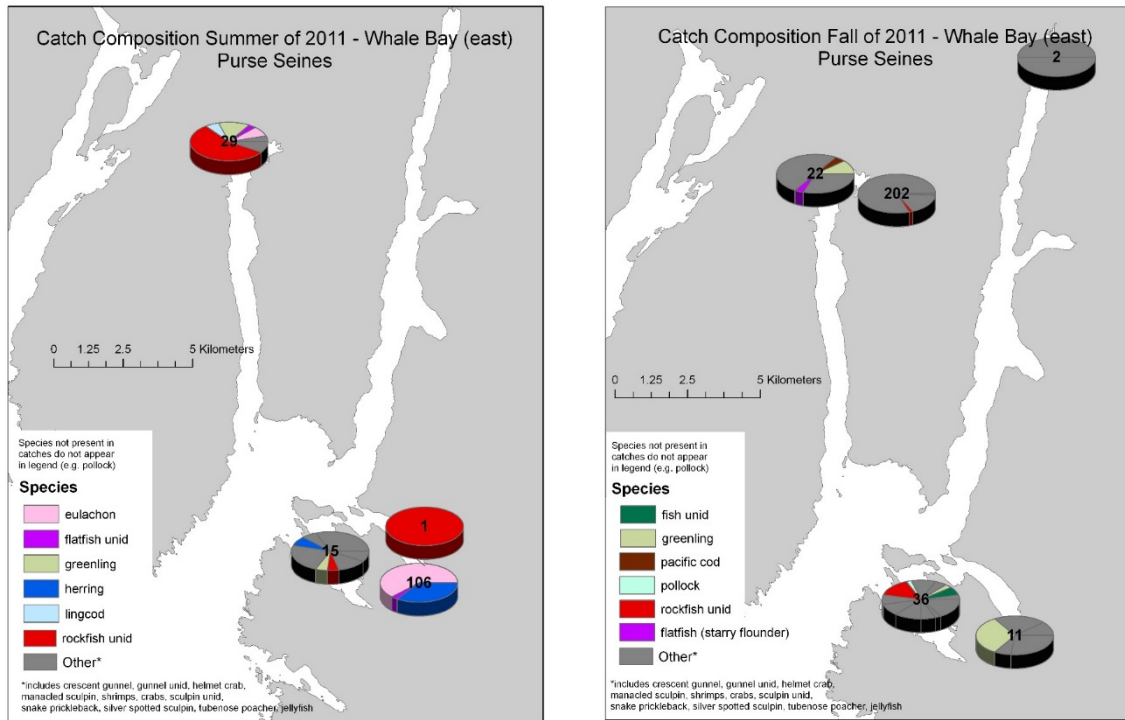 Catch Composition Summer of 2011 - Whale Bay (east)
Purse Seines
29
0 1.25 2.5 5 Kilometers
Species not present in
catches do not appear
in legend (e.g. pollock)
Species
eulachon
flatfish unid
greenling
herring
lingcod
rockfish unid
Other*
1
15
106
*includes crescent gunnel, gunnel unid, helmet crab,
manacled sculpin, shrimps, crabs, sculpin unid,
snake prickleback, silver spotted sculpin, tubenose poacher, jellyfish
Catch Composition Fall of 2011 - Whale Bay (east)
Purse Seines
2
22
202
0 1.25 2.5 5 Kilometers
Species not present in
catches do not appear
in legend (e.g. pollock)
Species
fish unid
greenling
pacific cod
pollock
rockfish unid
flatfish (starry flounder)
Other*
36
11
*includes crescent gunnel, gunnel unid, helmet crab,
manacled sculpin, shrimps, crabs, sculpin unid,
snake prickleback, silver spotted sculpin, tubenose poacher, jellyfish